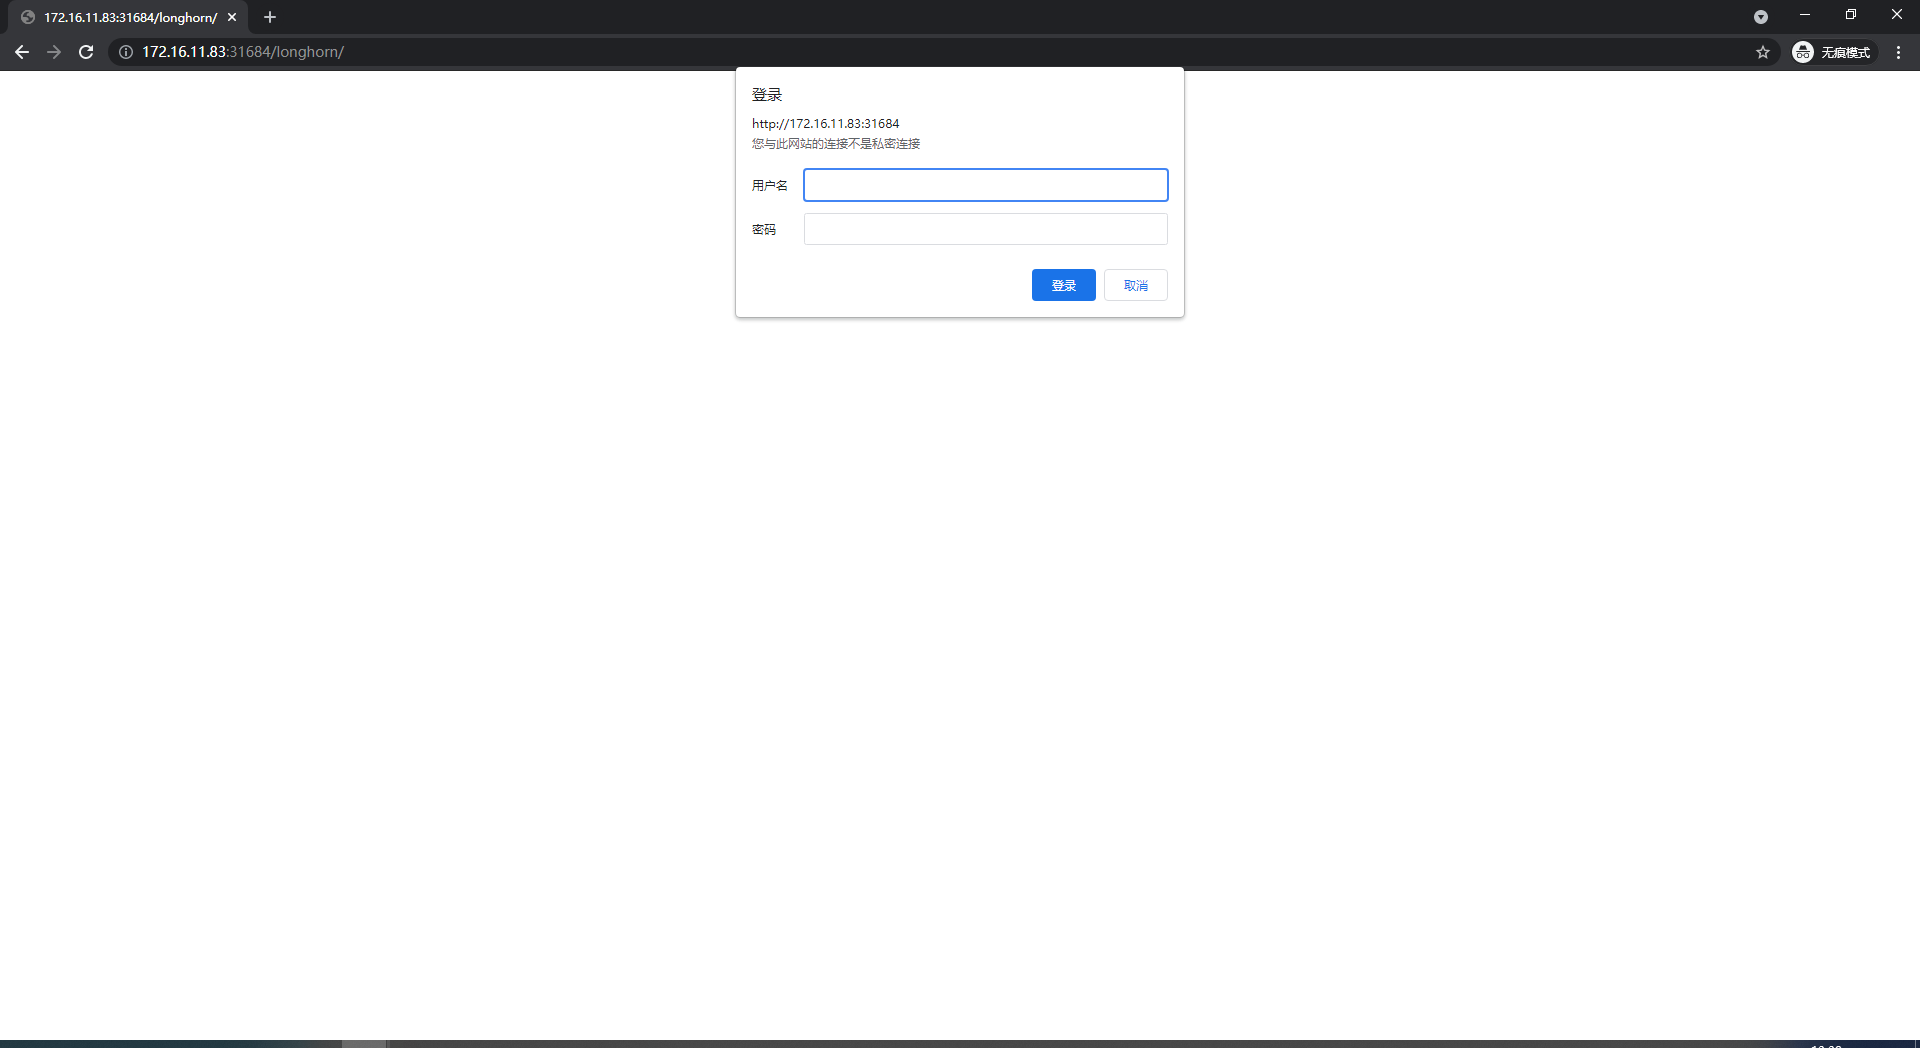 172.16.11.83:31684/longhorn/
172.16.11.83:31684/longhorn/
无痕模式
登录
http://172.16.11.83:31684
您与此网站的连接不是私密连接
用户名
密码
登录
取消